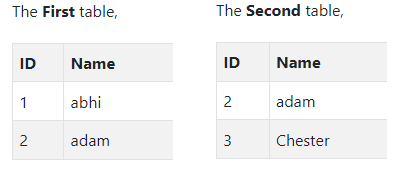 The First table,
ID Name
1 abhi
2 adam
The Second table,
ID Name
2 adam
3 Chester